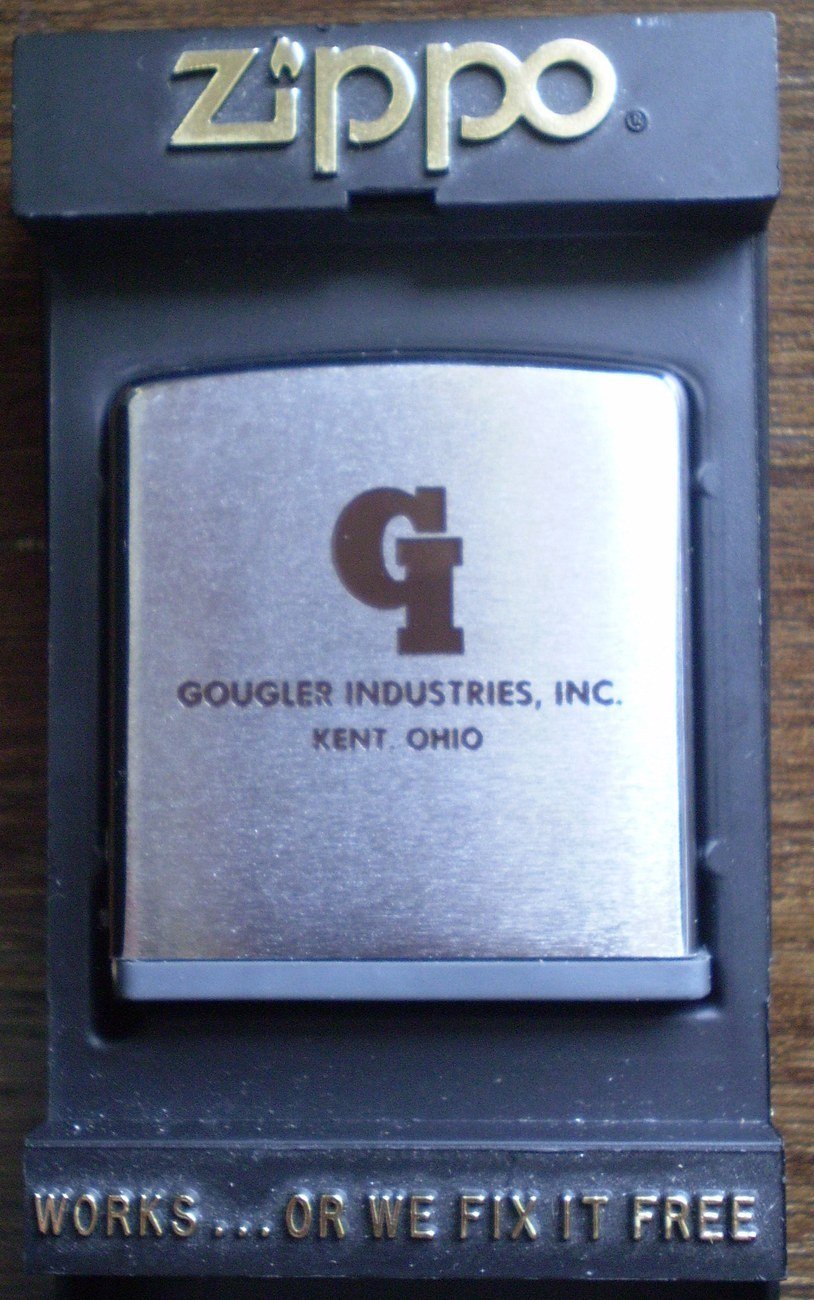 Zippo®
GI
GOUGLER INDUSTRIES, INC.
KENT, OHIO
WORKS...OR WE FIX IT FREE